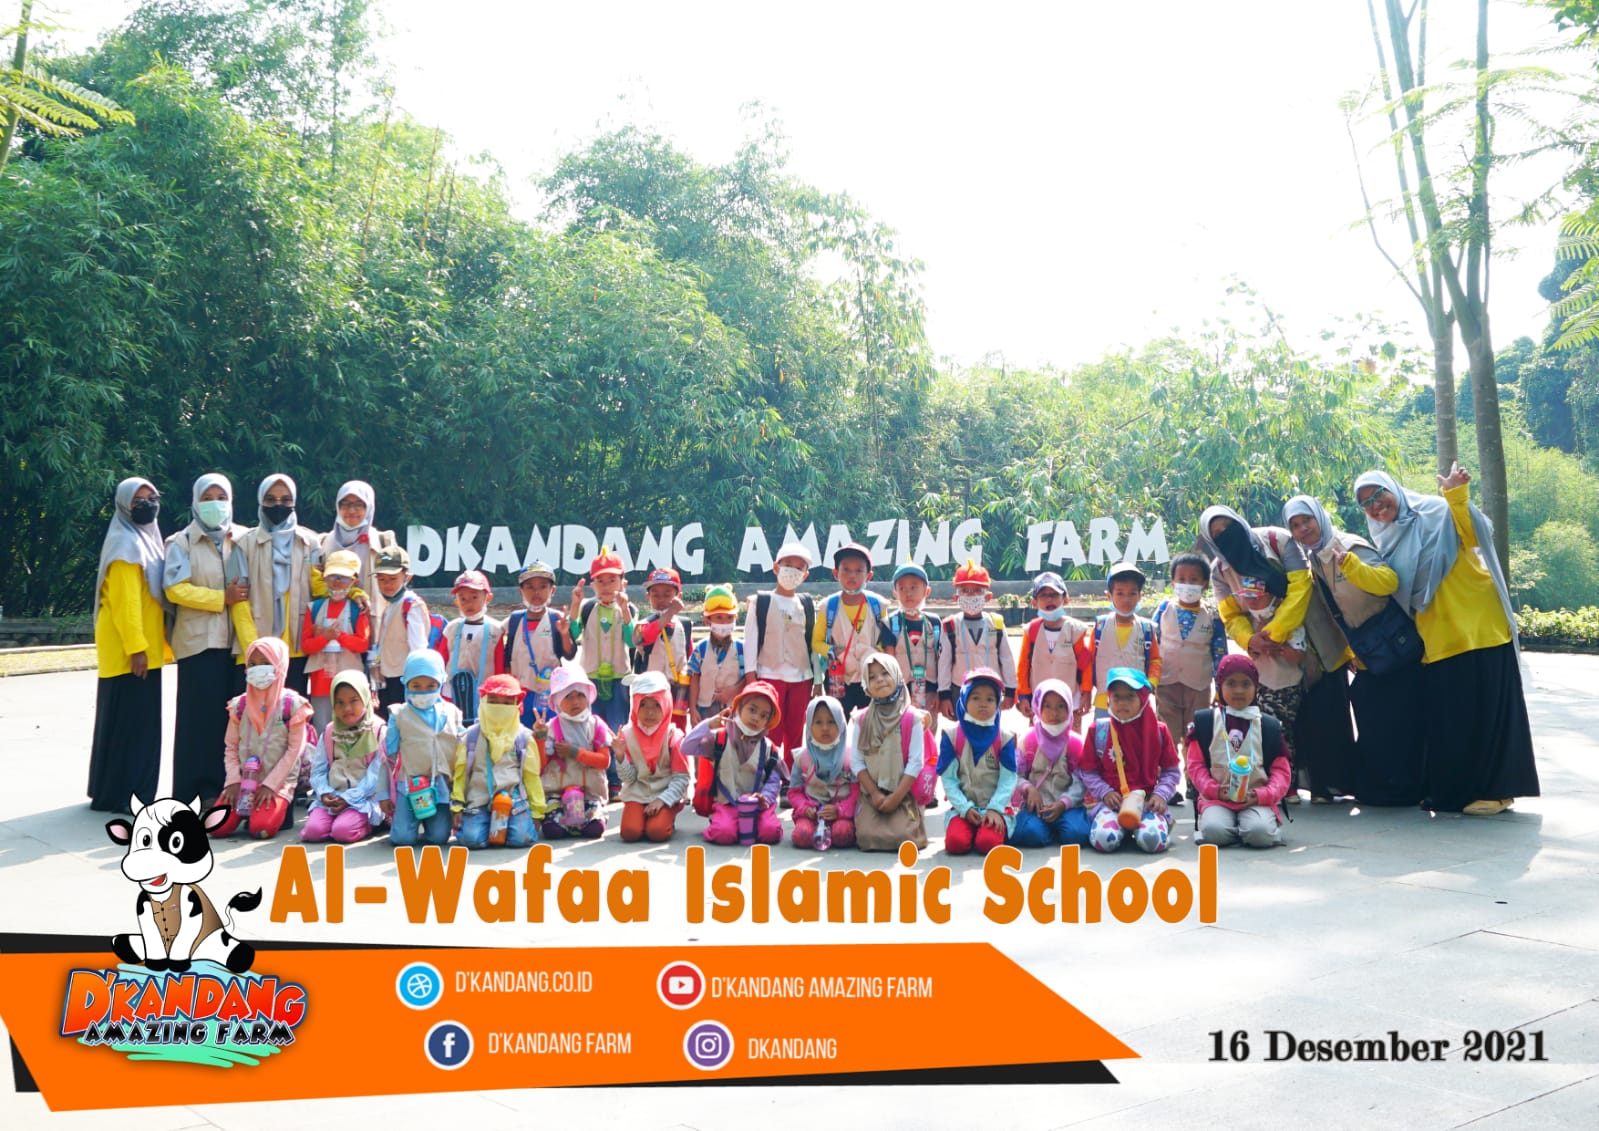 DKANDANG AMAZING FARM
Al-Wafaa Islamic School
D'KANDANG
AMAZING FARM
D'KANDANG.CO.ID
D'KANDANG AMAZING FARM
D'KANDANG FARM
DKANDANG
16 Desember 2021